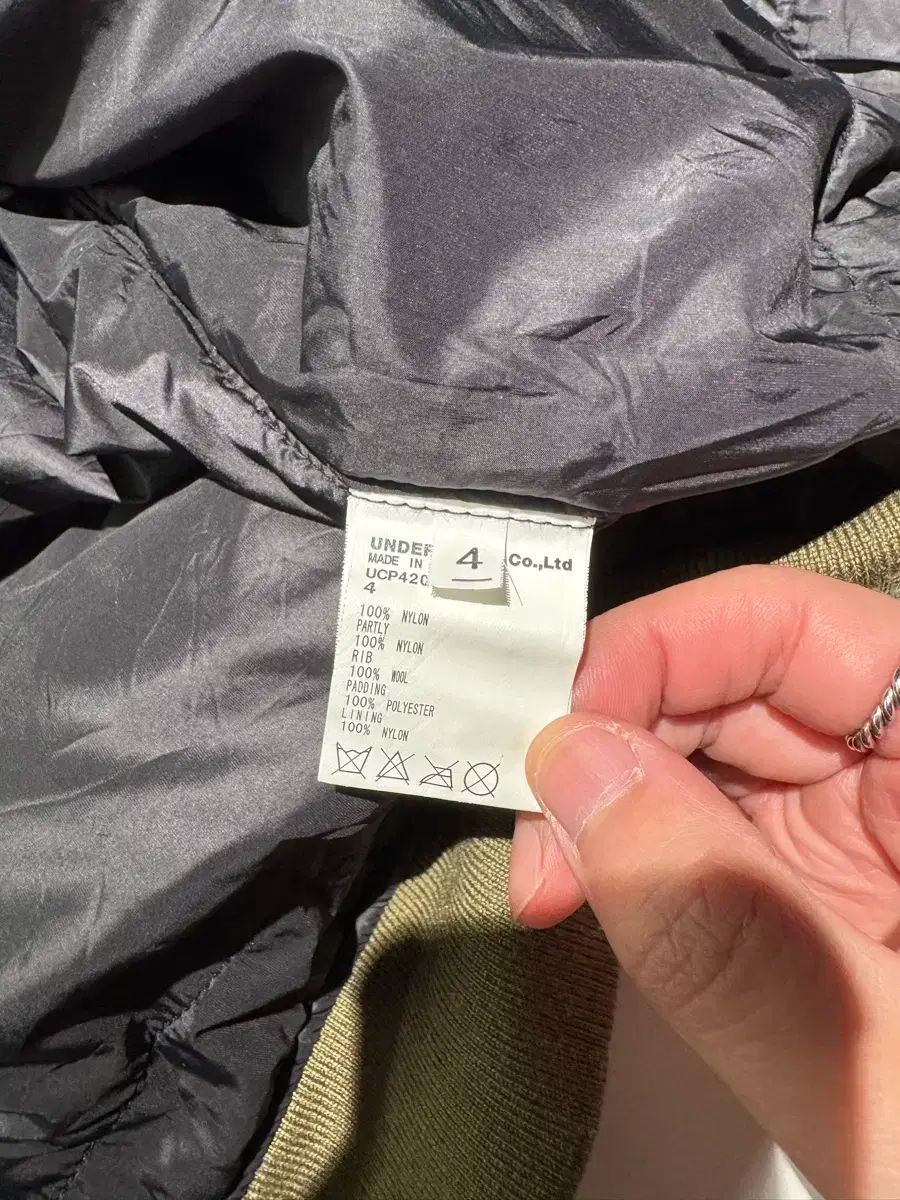 UNDER 4 Co.,Ltd
MADE IN
UCP420
4
100% NYLON
PARTLY
100% NYLON
RIB
100% WOOL
PADDING
100% POLYESTER
LINING
100% NYLON